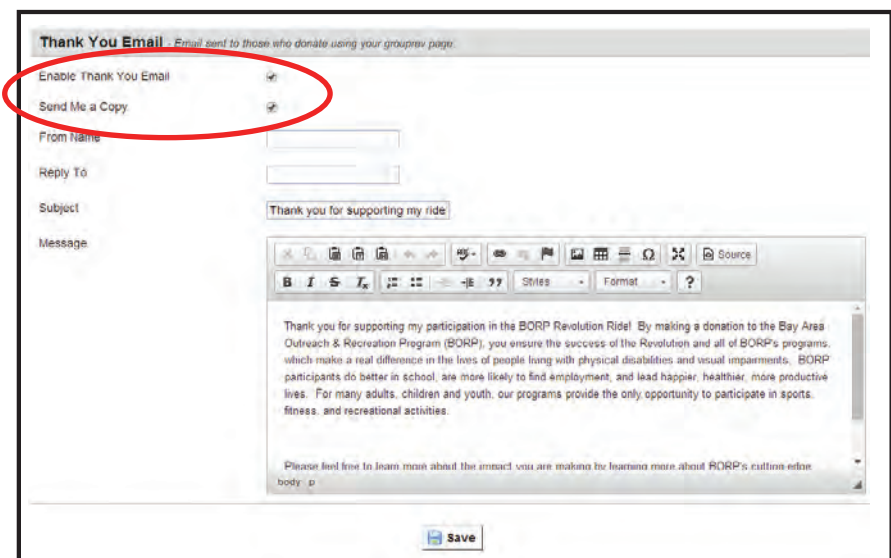 Thank You Email - Email sent to those who donate using your grouprev page.
Enable Thank You Email
Send Me a Copy
From Name
Reply To
Subject
Thank you for supporting my ride
Message
Source
B I S Tx Styles Format ?
Thank you for supporting my participation in the BORP Revolution Ride! By making a donation to the Bay Area
Outreach & Recreation Program (BORP), you ensure the success of the Revolution and all of BORP's programs,
which make a real difference in the lives of people living with physical disabilities and visual impairments. BORP
participants do better in school, are more likely to find employment, and lead happier, healthier, more productive
lives. For many adults, children and youth, our programs provide the only opportunity to participate in sports,
fitness, and recreational activities.
Please feel free to learn more about the impact you are making by learning more about BORP's cutting edge
body p
Save